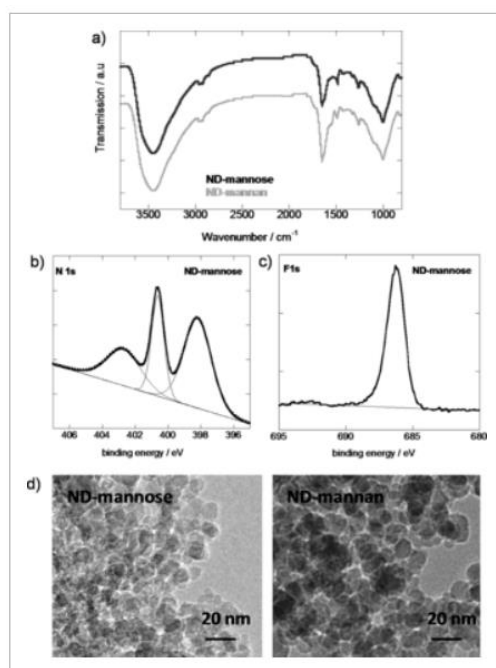 a)
Transmission / a.u
ND-mannose
ND-mannan
3500 3000 2500 2000 1500 1000
Wavenumber / cm-1
b)
N 1s
ND-mannose
406 404 402 400 398 396
binding energy / eV
c)
F1s
ND-mannose
695 690 685 680
binding energy / eV
d)
ND-mannose
20 nm
ND-mannan
20 nm